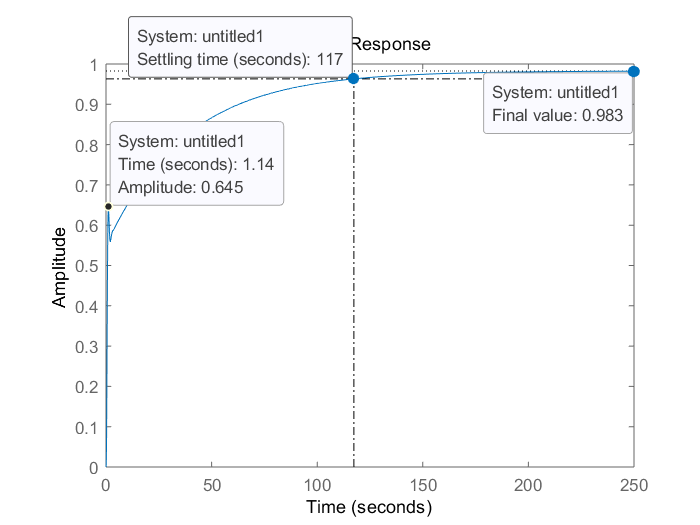 Response
System: untitled1
Settling time (seconds): 117
System: untitled1
Final value: 0.983
System: untitled1
Time (seconds): 1.14
Amplitude: 0.645
Amplitude
1
0.9
0.8
0.7
0.6
0.5
0.4
0.3
0.2
0.1
0
0 50 100 150 200 250
Time (seconds)